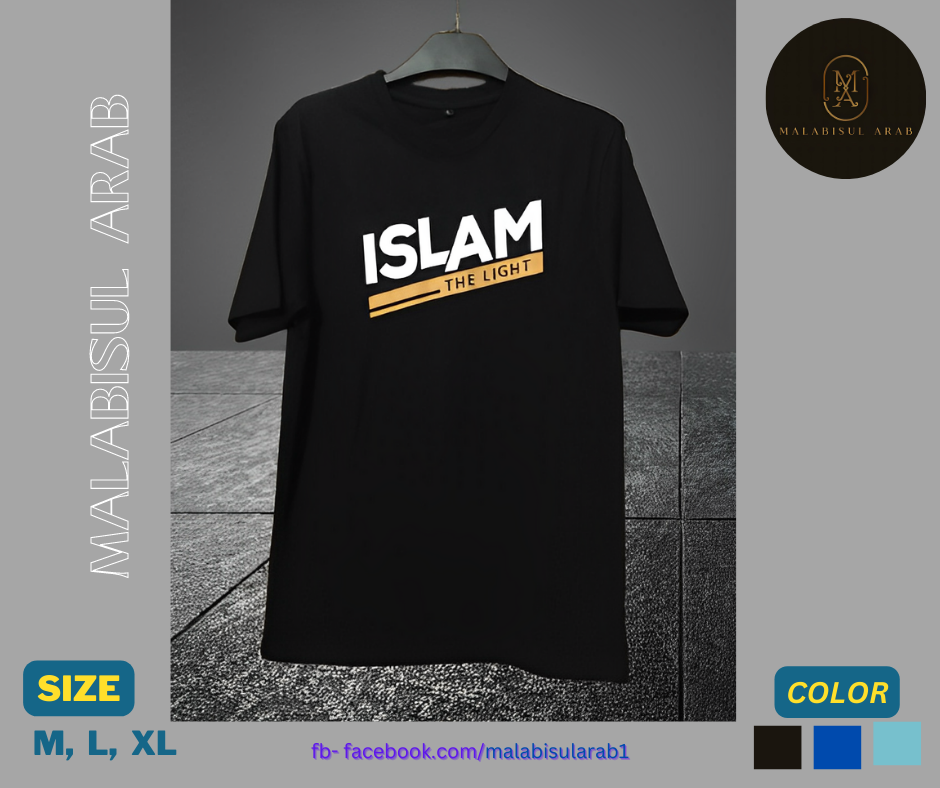 MALABISUL ARAB
MA
MALABISUL ARAB
ISLAM
THE LIGHT
SIZE
M, L, XL
fb- facebook.com/malabisularab1
COLOR